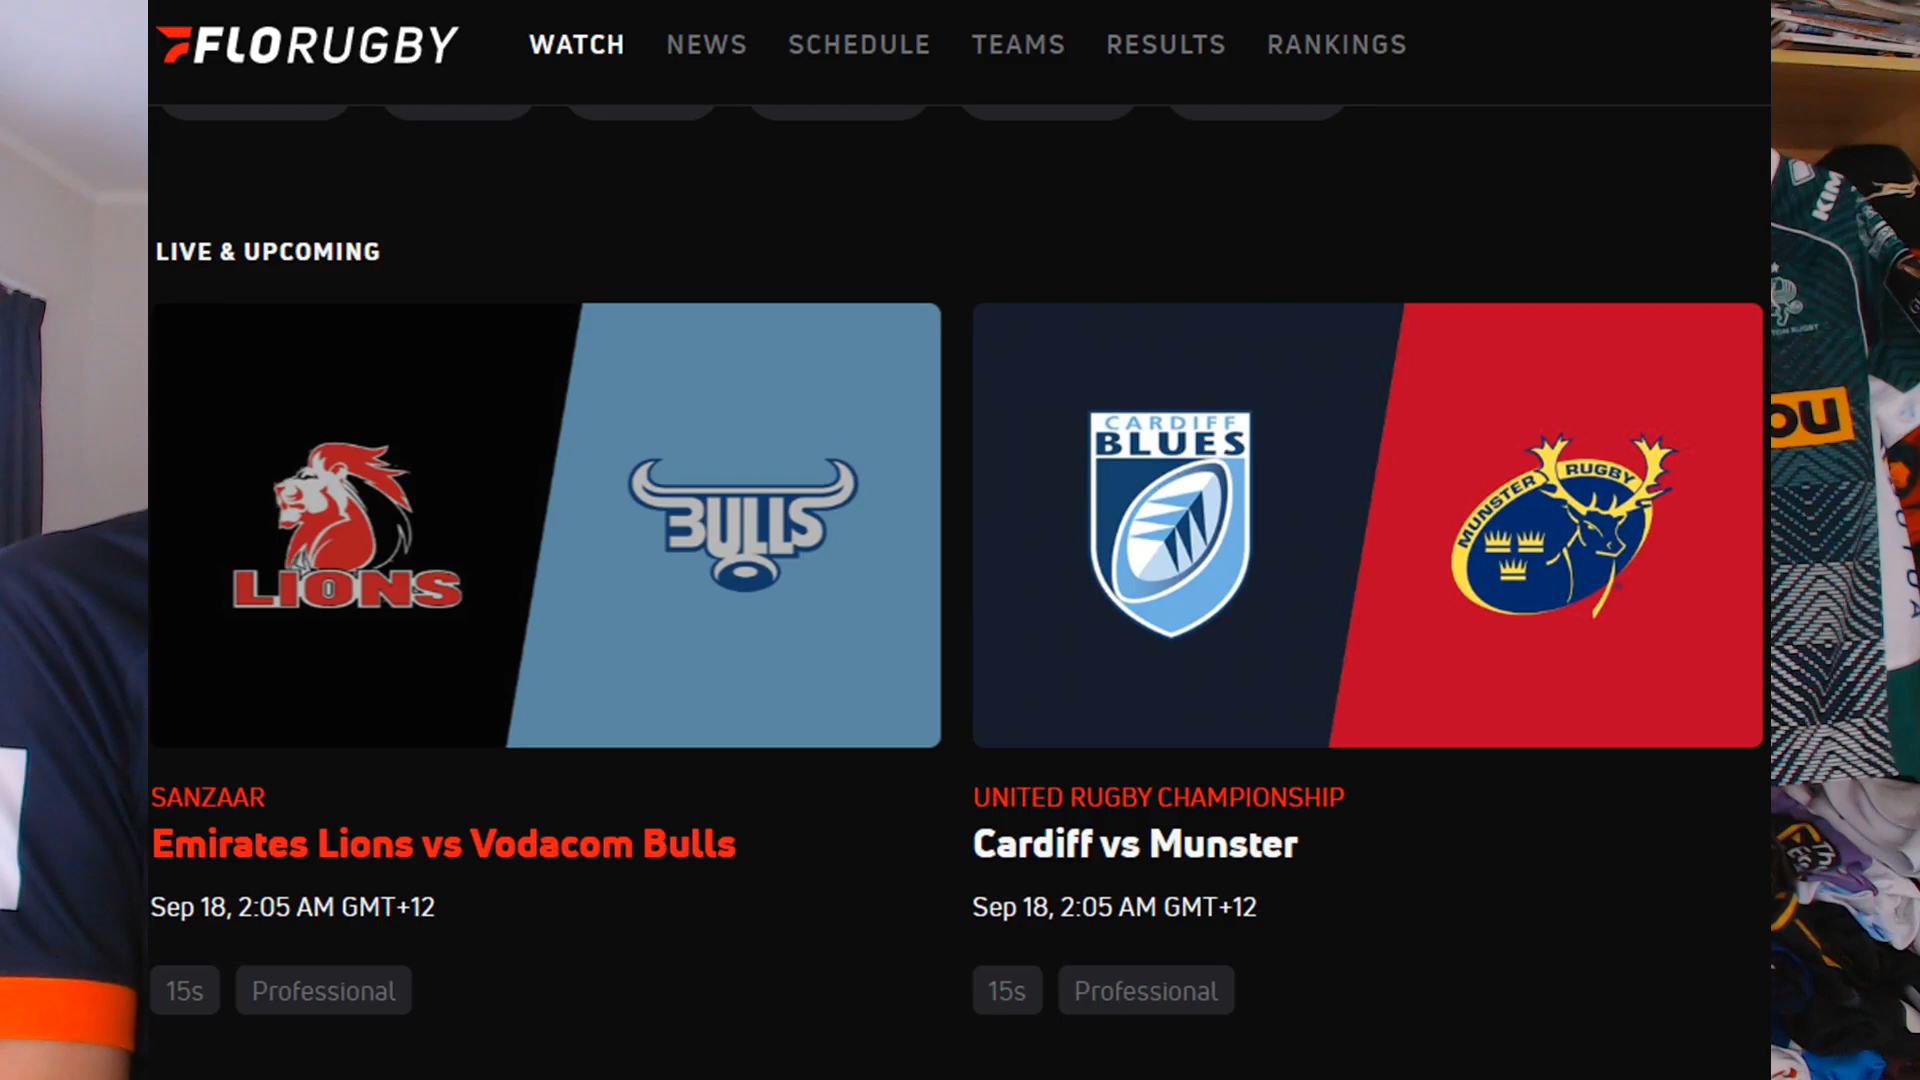 FLORUGBY WATCH NEWS SCHEDULE TEAMS RESULTS RANKINGS
LIVE & UPCOMING
LIONS
BULLS
CARDIFF
BLUES
MUNSTER RUGBY
SANZAAR
Emirates Lions vs Vodacom Bulls
Sep 18, 2:05 AM GMT+12
15s Professional
UNITED RUGBY CHAMPIONSHIP
Cardiff vs Munster
Sep 18, 2:05 AM GMT+12
15s Professional
KIM
OU